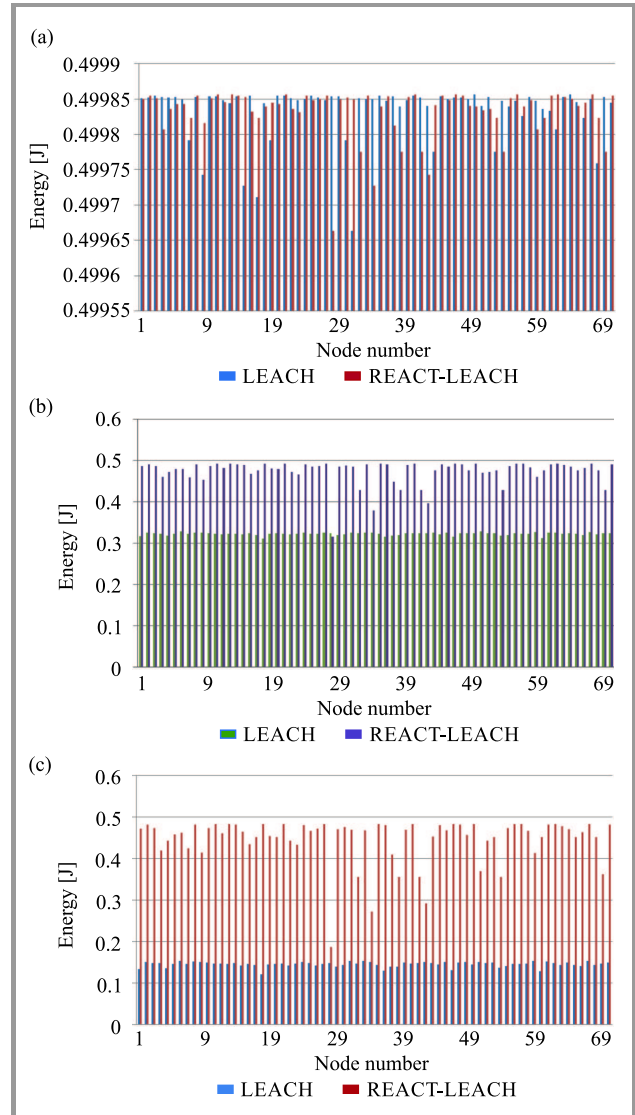 (a)
0.4999
0.49985
0.4998
0.49975
0.4997
0.49965
0.4996
0.49955
Energy [J]
1 9 19 29 39 49 59 69
Node number
LEACH REACT-LEACH
(b)
0.6
0.5
0.4
0.3
0.2
0.1
0
Energy [J]
1 9 19 29 39 49 59 69
Node number
LEACH REACT-LEACH
(c)
0.6
0.5
0.4
0.3
0.2
0.1
0
Energy [J]
1 9 19 29 39 49 59 69
Node number
LEACH REACT-LEACH